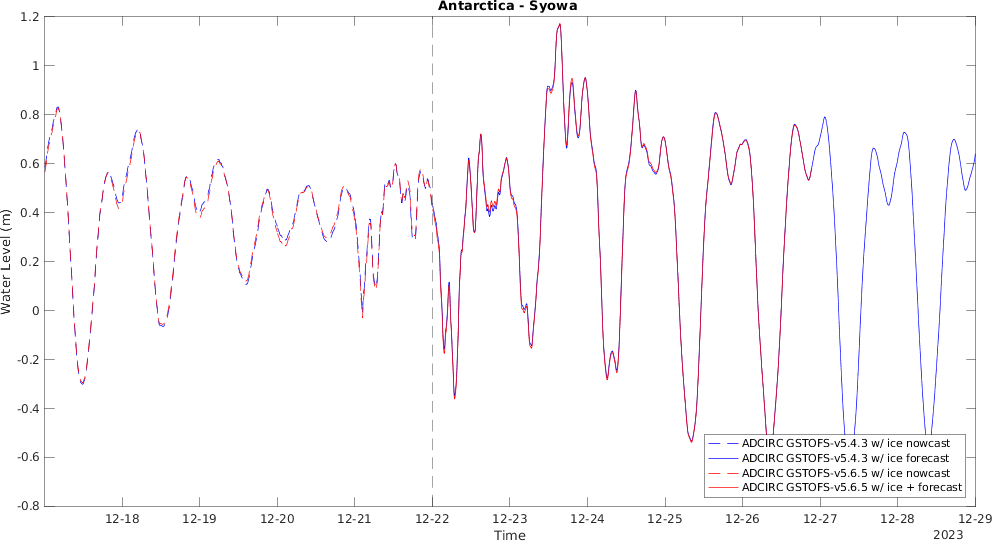 Antarctica - Syowa
1.2
1
0.8
0.6
0.4
0.2
0
-0.2
-0.4
-0.6
-0.8
Water Level (m)
ADCIRC GSTOFS-v5.4.3 w/ ice nowcast
ADCIRC GSTOFS-v5.4.3 w/ ice forecast
ADCIRC GSTOFS-v5.6.5 w/ ice nowcast
ADCIRC GSTOFS-v5.6.5 w/ ice + forecast
12-18 12-19 12-20 12-21 12-22 12-23 12-24 12-25 12-26 12-27 12-28 12-29
Time 2023